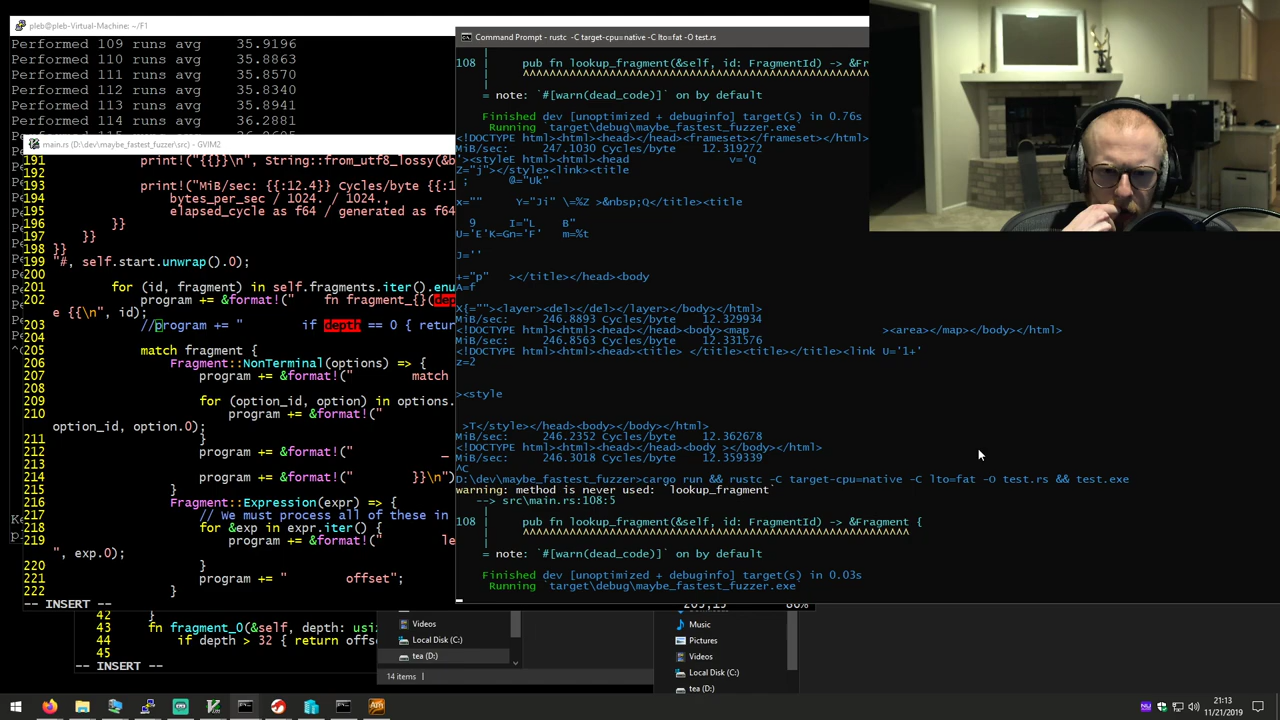 pleb@pleb-Virtual-Machine: ~/F1
Performed 109 runs avg 35.9196
Performed 110 runs avg 35.8863
Performed 111 runs avg 35.8570
Performed 112 runs avg 35.8340
Performed 113 runs avg 35.8941
Performed 114 runs avg 36.2881
main.rs (D:\dev\maybe_fastest_fuzzer\src) - GVIM2
191 print!("{{}}\n", String::from_utf8_lossy(&b
192
193 print!("MiB/sec: {{:12.4}} Cycles/byte {{:1
194 bytes_per_sec / 1024. / 1024.,
195 elapsed_cycle as f64 / generated as f64
196 }}
197 }}
198 }}
199 "#, self.start.unwrap().0);
200
201 for (id, fragment) in self.fragments.iter().enu
202 program += &format!(" fn fragment_{}(dep
e {{\n", id);
203 //program += " if depth == 0 { retur
204
205 match fragment {
206 Fragment::NonTerminal(options) => {
207 program += &format!(" match
208
209 for (option_id, option) in options.
210 program += &format!("
option_id, option.0);
211 }
212 program += &format!(" _
213
214 program += &format!(" }}\n")
215 }
216 Fragment::Expression(expr) => {
217 // We must process all of these in
218 for &exp in expr.iter() {
219 program += &format!(" le
", exp.0);
220 }
221 program += " offset";
222 }
-- INSERT --
42 }
43 fn fragment_0(&self, depth: usi
44 if depth > 32 { return offse
45
-- INSERT --
Command Prompt - rustc -C target-cpu=native -C lto=fat -O test.rs
|
108 | pub fn lookup_fragment(&self, id: FragmentId) -> &Fr
| ^^^^^^^^^^^^^^^^^^^^^^^^^^^^^^^^^^^^^^^^^^^^^^^^^^^^
|
= note: `#[warn(dead_code)]` on by default
Finished dev [unoptimized + debuginfo] target(s) in 0.76s
Running `target\debug\maybe_fastest_fuzzer.exe`
<!DOCTYPE html><html><head></head><frameset></frameset></html>
MiB/sec: 247.1030 Cycles/byte 12.319272
'><styleE html><html><head v='Q
Z="j"></style><link><title
; @="Uk"
x="" Y="Ji" \=%Z >&nbsp;Q</title><title
9 I="L B"
U='E'K=Gn='F' m=%t
J=''
+="p" ></title></head><body
A=f
X{=""><layer><del></del></layer></body></html>
MiB/sec: 246.8893 Cycles/byte 12.329934
<!DOCTYPE html><html><head></head><body><map ><area></map></body></html>
MiB/sec: 246.8563 Cycles/byte 12.331576
<!DOCTYPE html><html><head><title> </title><title></title><link U='1+'
z=2
><style
>T</style></head><body></body></html>
MiB/sec: 246.2352 Cycles/byte 12.362678
<!DOCTYPE html><html><head></head><body ></body></html>
MiB/sec: 246.3018 Cycles/byte 12.359339
^C
D:\dev\maybe_fastest_fuzzer>cargo run && rustc -C target-cpu=native -C lto=fat -O test.rs && test.exe
warning: method is never used: `lookup_fragment`
--> src\main.rs:108:5
|
108 | pub fn lookup_fragment(&self, id: FragmentId) -> &Fragment {
| ^^^^^^^^^^^^^^^^^^^^^^^^^^^^^^^^^^^^^^^^^^^^^^^^^^^^^^^^^^
|
= note: `#[warn(dead_code)]` on by default
Finished dev [unoptimized + debuginfo] target(s) in 0.03s
Running `target\debug\maybe_fastest_fuzzer.exe`
Videos
Local Disk (C:)
tea (D:)
14 items
Music
Pictures
Videos
Local Disk (C:)
tea (D:)
21:13
11/21/2019